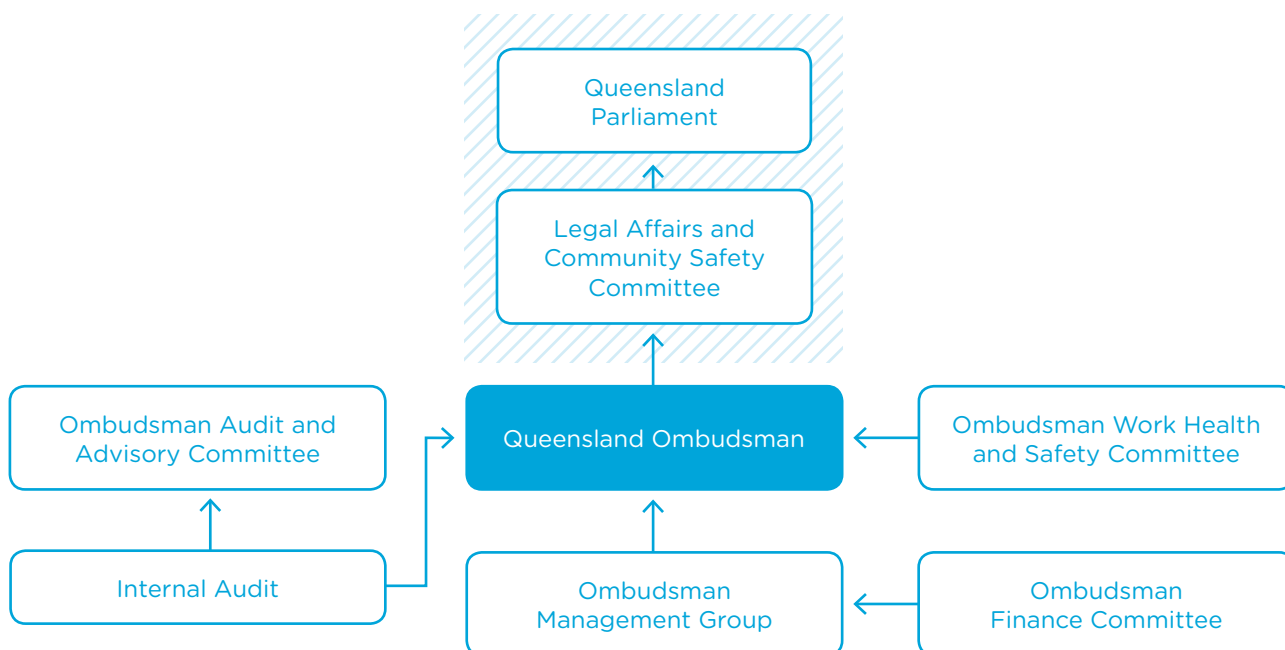 Queensland
Parliament
Legal Affairs and
Community Safety
Committee
Ombudsman Audit and
Advisory Committee
Queensland Ombudsman
Ombudsman Work Health
and Safety Committee
Internal Audit
Ombudsman
Management Group
Ombudsman
Finance Committee